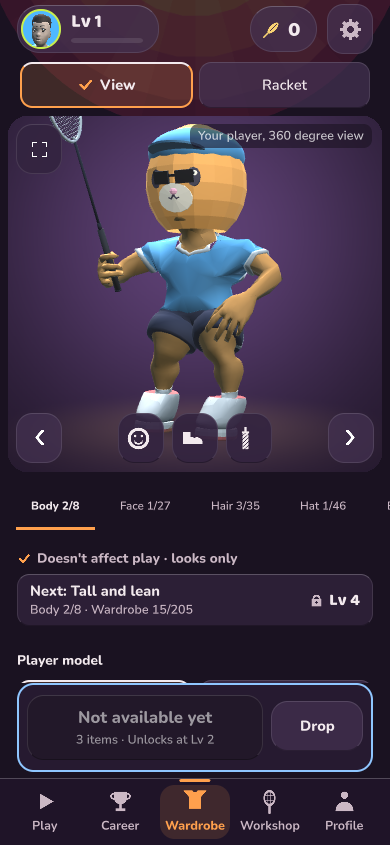 Lv 1
0
View
Racket
Your player, 360 degree view
Body 2/8
Face 1/27
Hair 3/35
Hat 1/46
Doesn't affect play · looks only
Next: Tall and lean
Body 2/8 · Wardrobe 15/205
Lv 4
Player model
Not available yet
3 items · Unlocks at Lv 2
Drop
Play
Career
Wardrobe
Workshop
Profile